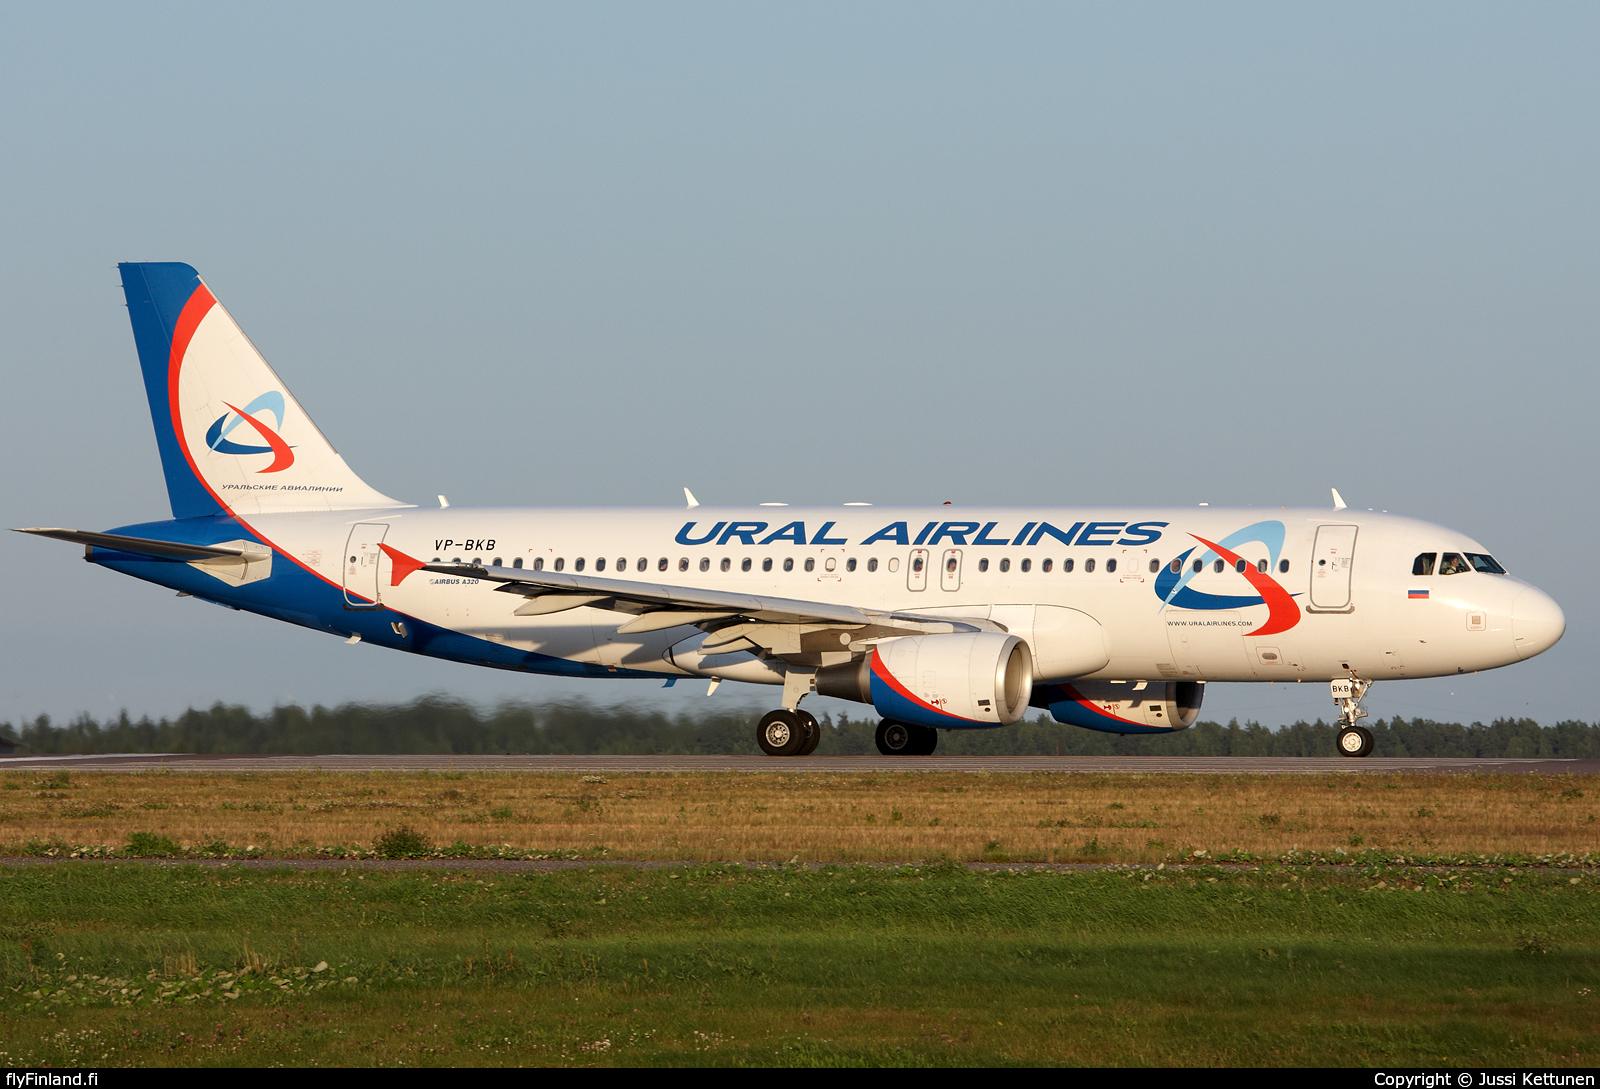 УРАЛЬСКИЕ АВИАЛИНИИ
URAL AIRLINES
VP-BKB
AIRBUS A320
WWW.URALAIRLINES.COM
BKB
flyFinland.fi
Copyright © Jussi Kettunen